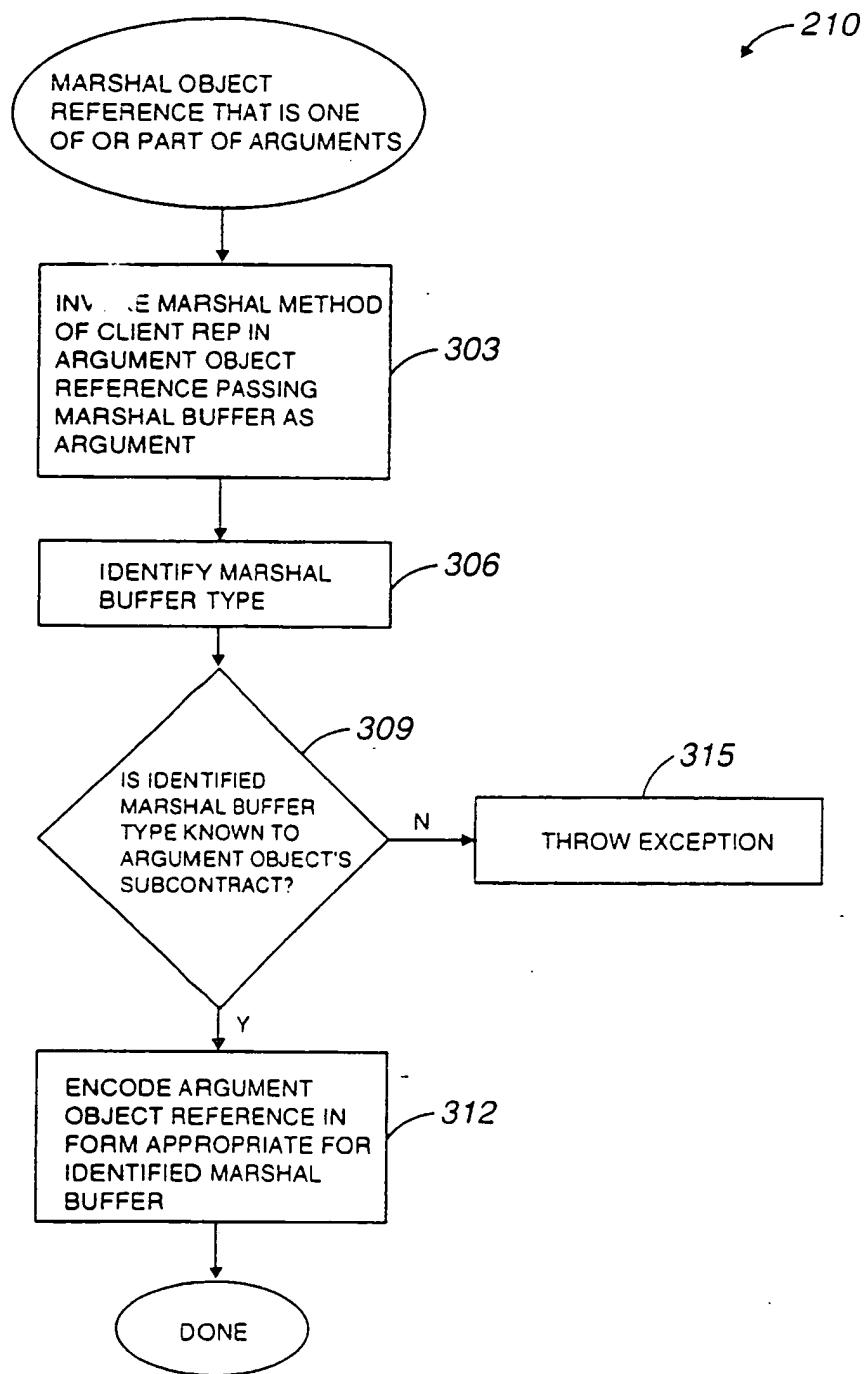 210
MARSHAL OBJECT
REFERENCE THAT IS ONE
OF OR PART OF ARGUMENTS
MARSHAL METHOD
OF CLIENT REP IN
ARGUMENT OBJECT
REFERENCE PASSING
MARSHAL BUFFER AS
ARGUMENT
303
IDENTIFY MARSHAL
BUFFER TYPE
306
309
IS IDENTIFIED
MARSHAL BUFFER
TYPE KNOWN TO
ARGUMENT OBJECT'S
SUBCONTRACT?
N
315
THROW EXCEPTION
Y
ENCODE ARGUMENT
OBJECT REFERENCE IN
FORM APPROPRIATE FOR
IDENTIFIED MARSHAL
BUFFER
312
DONE